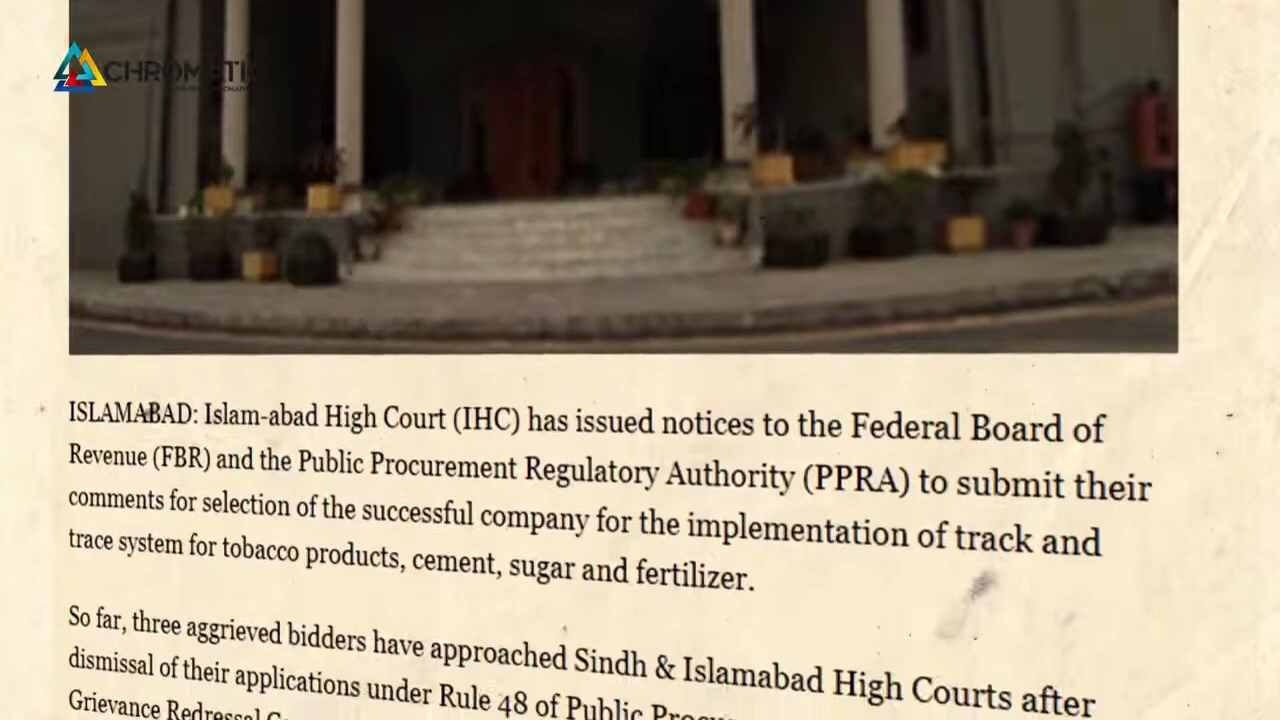 CHROMATIC
ISLAMABAD: Islam-abad High Court (IHC) has issued notices to the Federal Board of
Revenue (FBR) and the Public Procurement Regulatory Authority (PPRA) to submit their
comments for selection of the successful company for the implementation of track and
trace system for tobacco products, cement, sugar and fertilizer.
So far, three aggrieved bidders have approached Sindh & Islamabad High Courts after
dismissal of their applications under Rule 48 of Public
Grievance Redressal